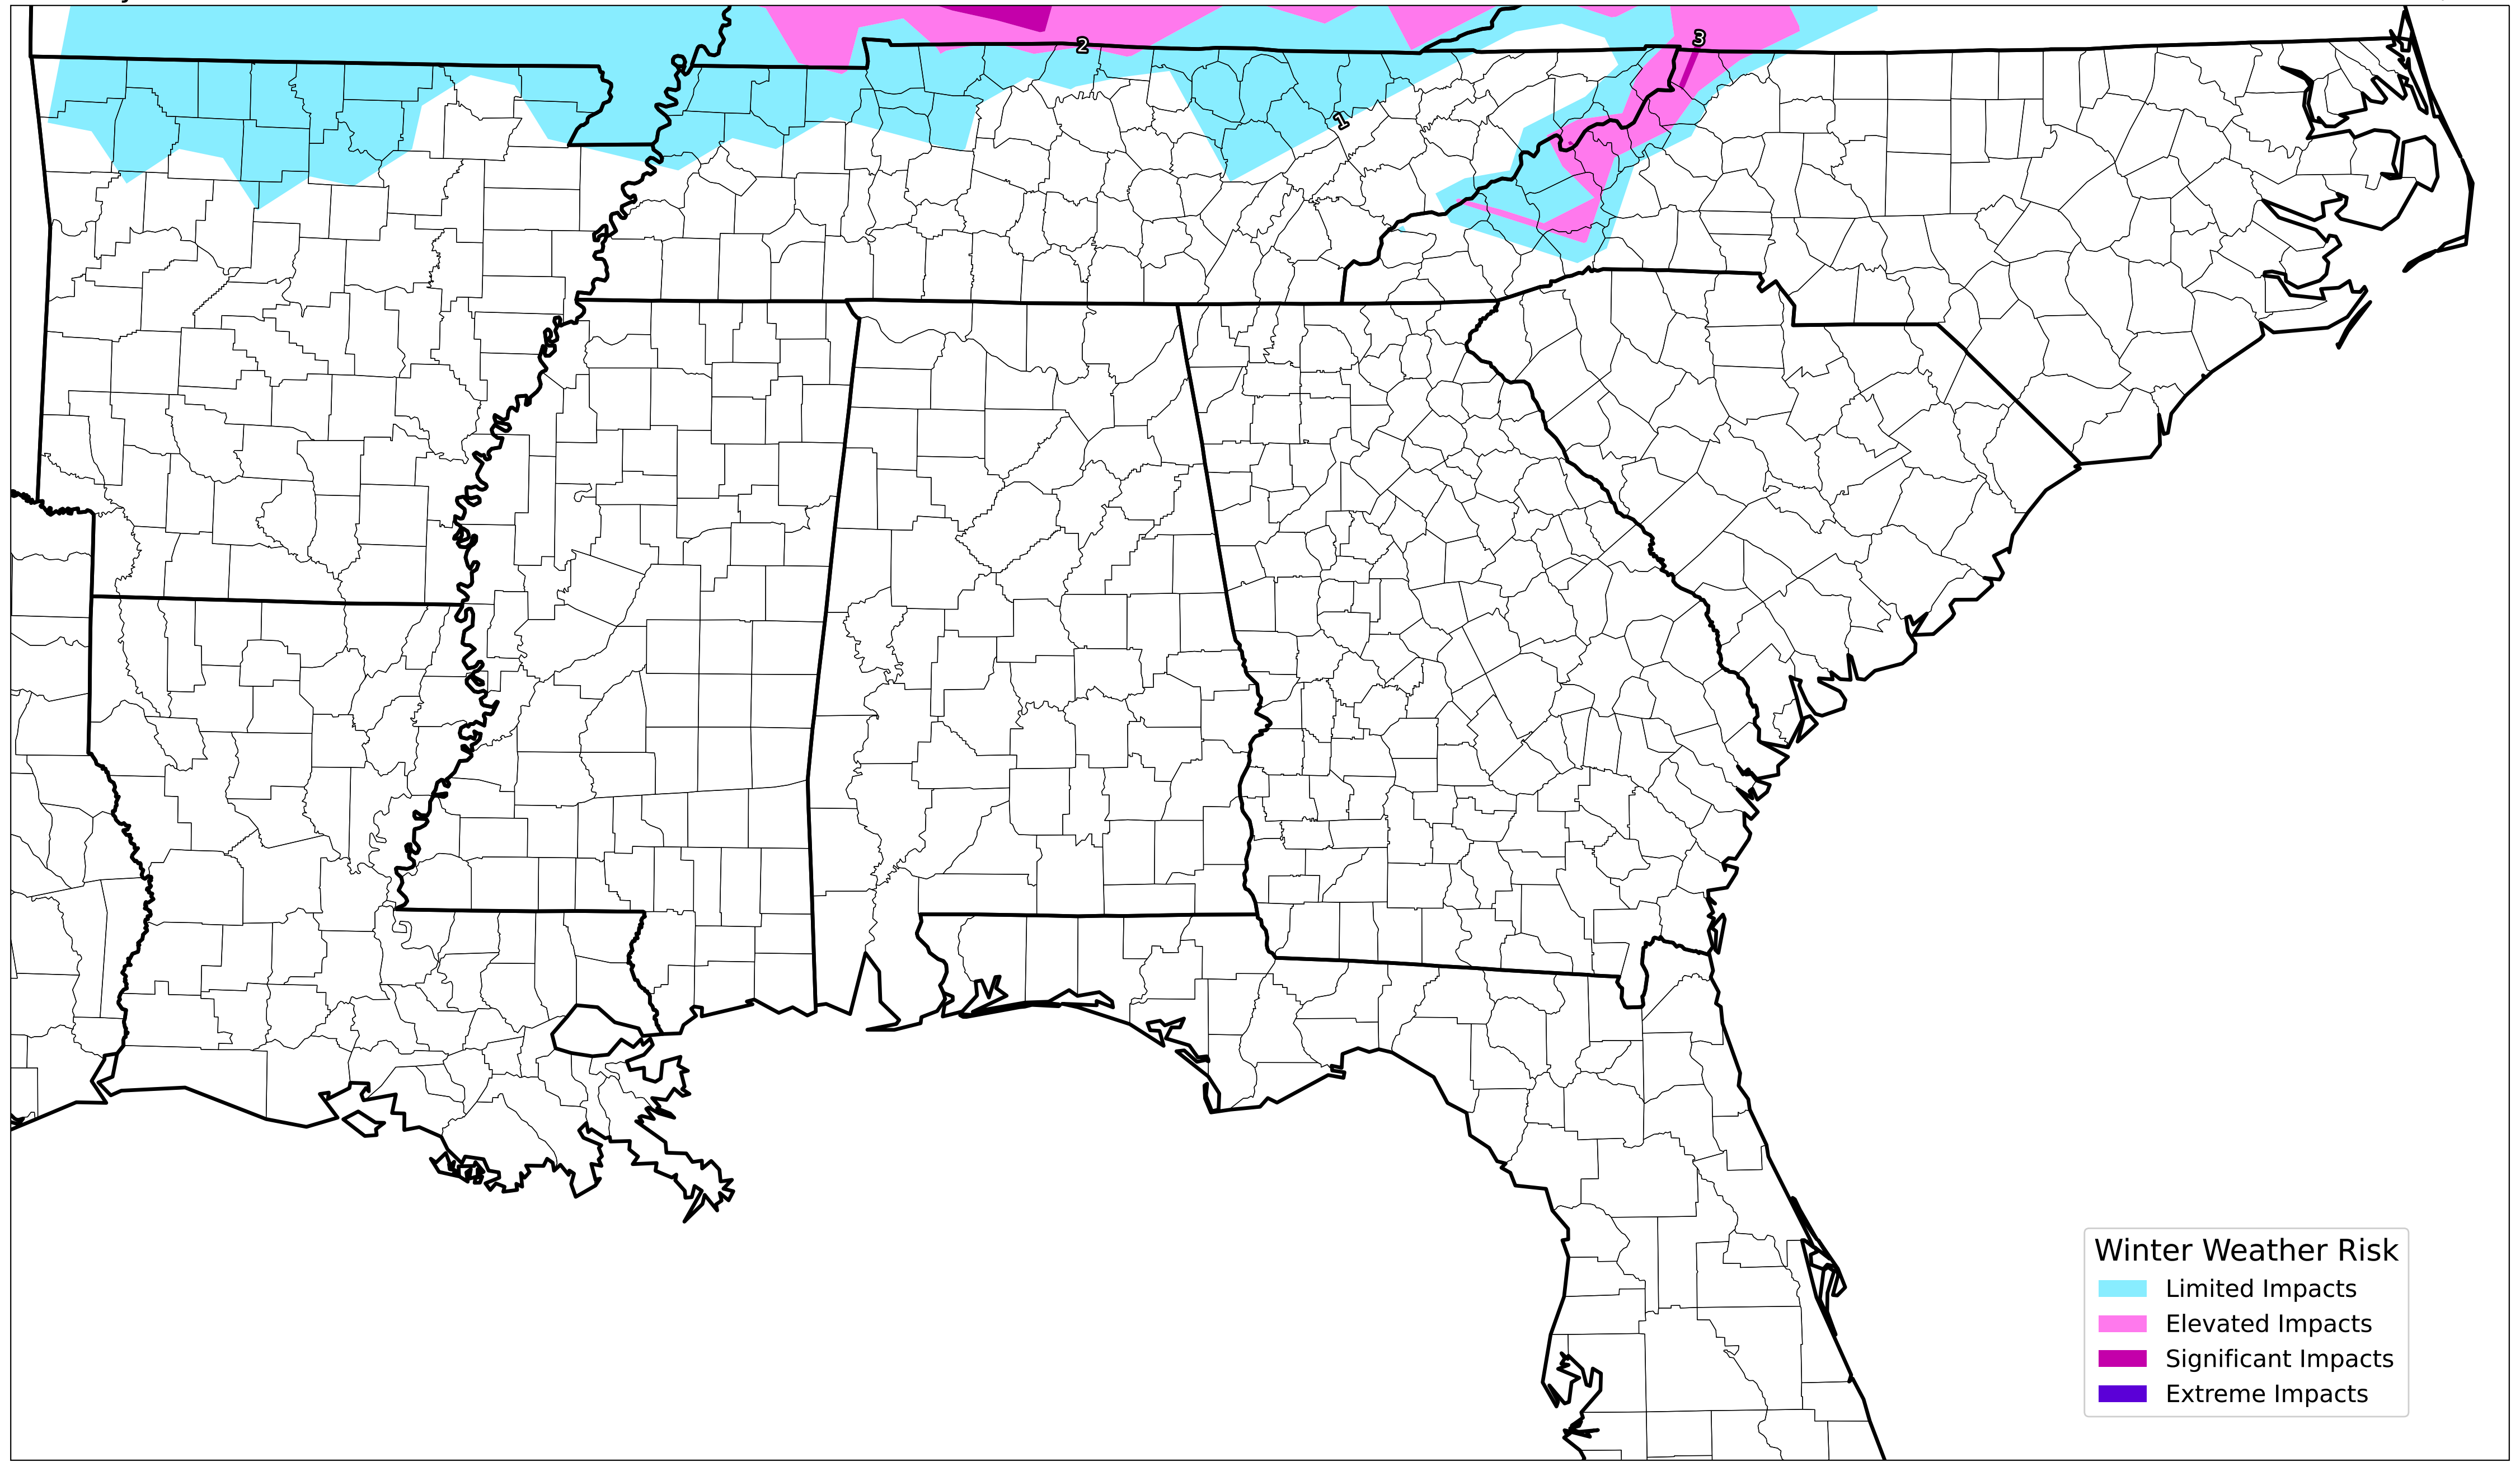 2
3
1
Winter Weather Risk
Limited Impacts
Elevated Impacts
Significant Impacts
Extreme Impacts